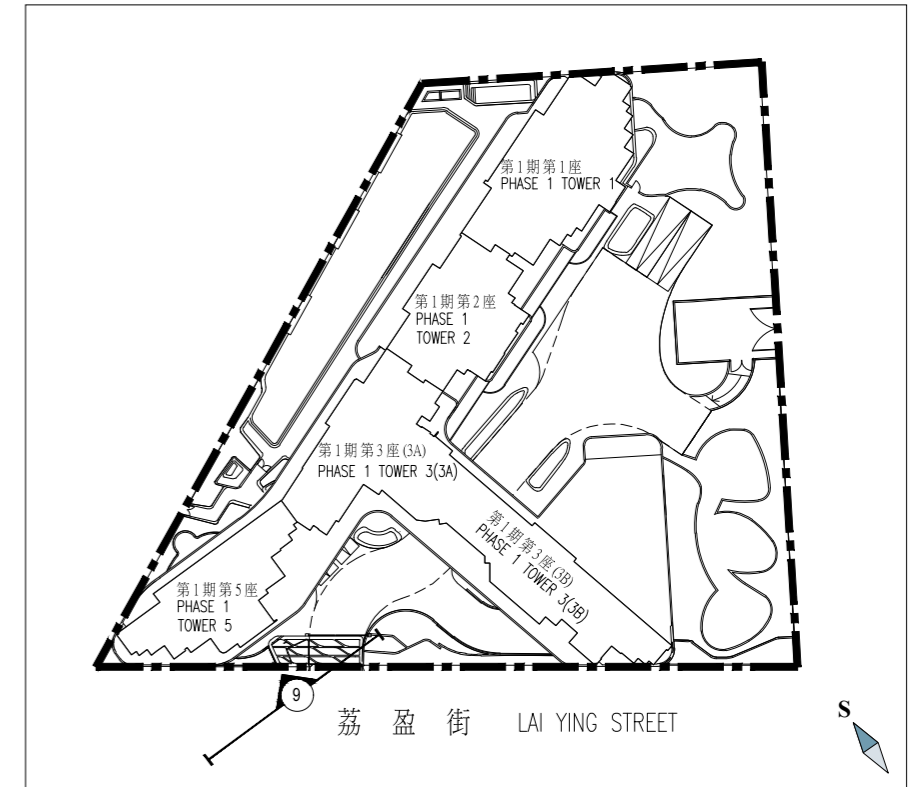 第1期第1座
PHASE 1 TOWER 1
第1期第2座
PHASE 1
TOWER 2
第1期第3座(3A)
PHASE 1 TOWER 3(3A)
第1期第3座(3B)
PHASE 1 TOWER 3(3B)
第1期第5座
PHASE 1
TOWER 5
9
荔盈街 LAI YING STREET
S